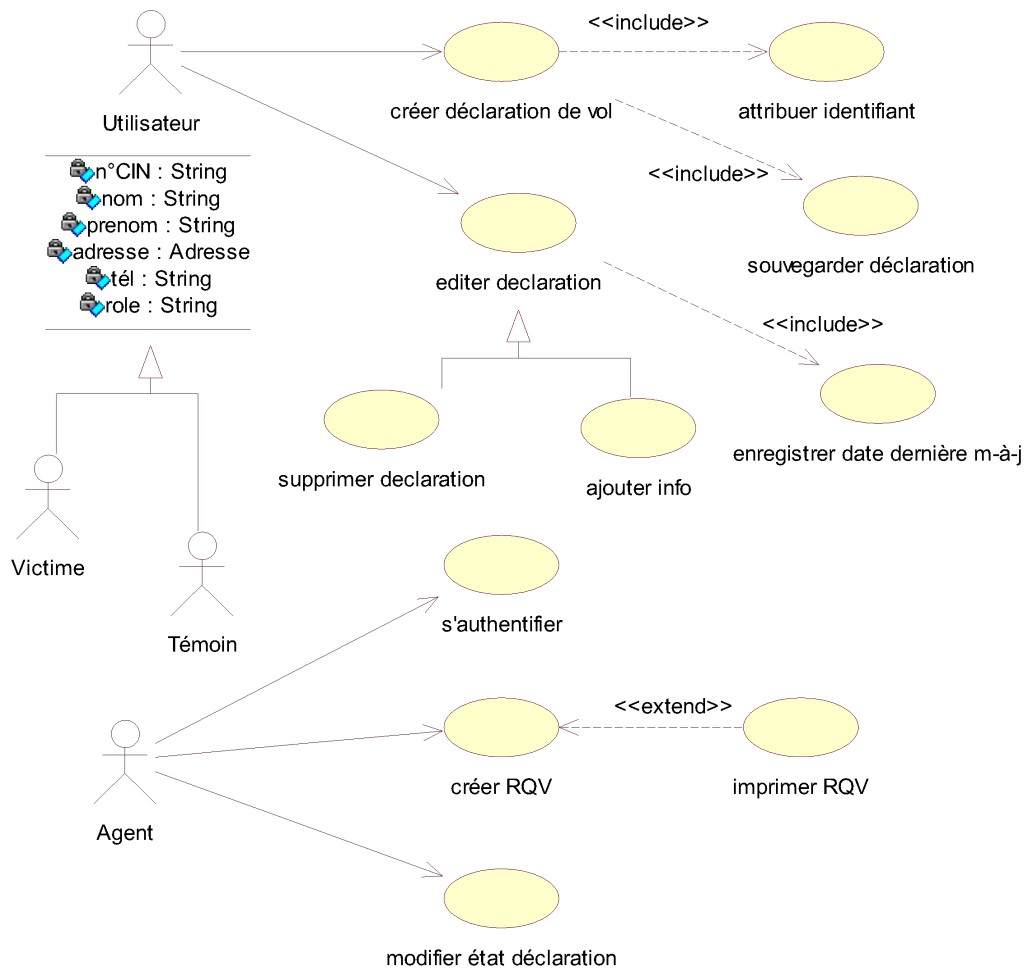 <<include>>
créer déclaration de vol
attribuer identifiant
Utilisateur
n°CIN : String
nom : String
prenom : String
adresse : Adresse
tél : String
role : String
<<include>>
souvegarder déclaration
editer declaration
<<include>>
enregistrer date dernière m-à-j
supprimer declaration
ajouter info
Victime
Témoin
s'authentifier
<<extend>>
créer RQV
imprimer RQV
Agent
modifier état déclaration